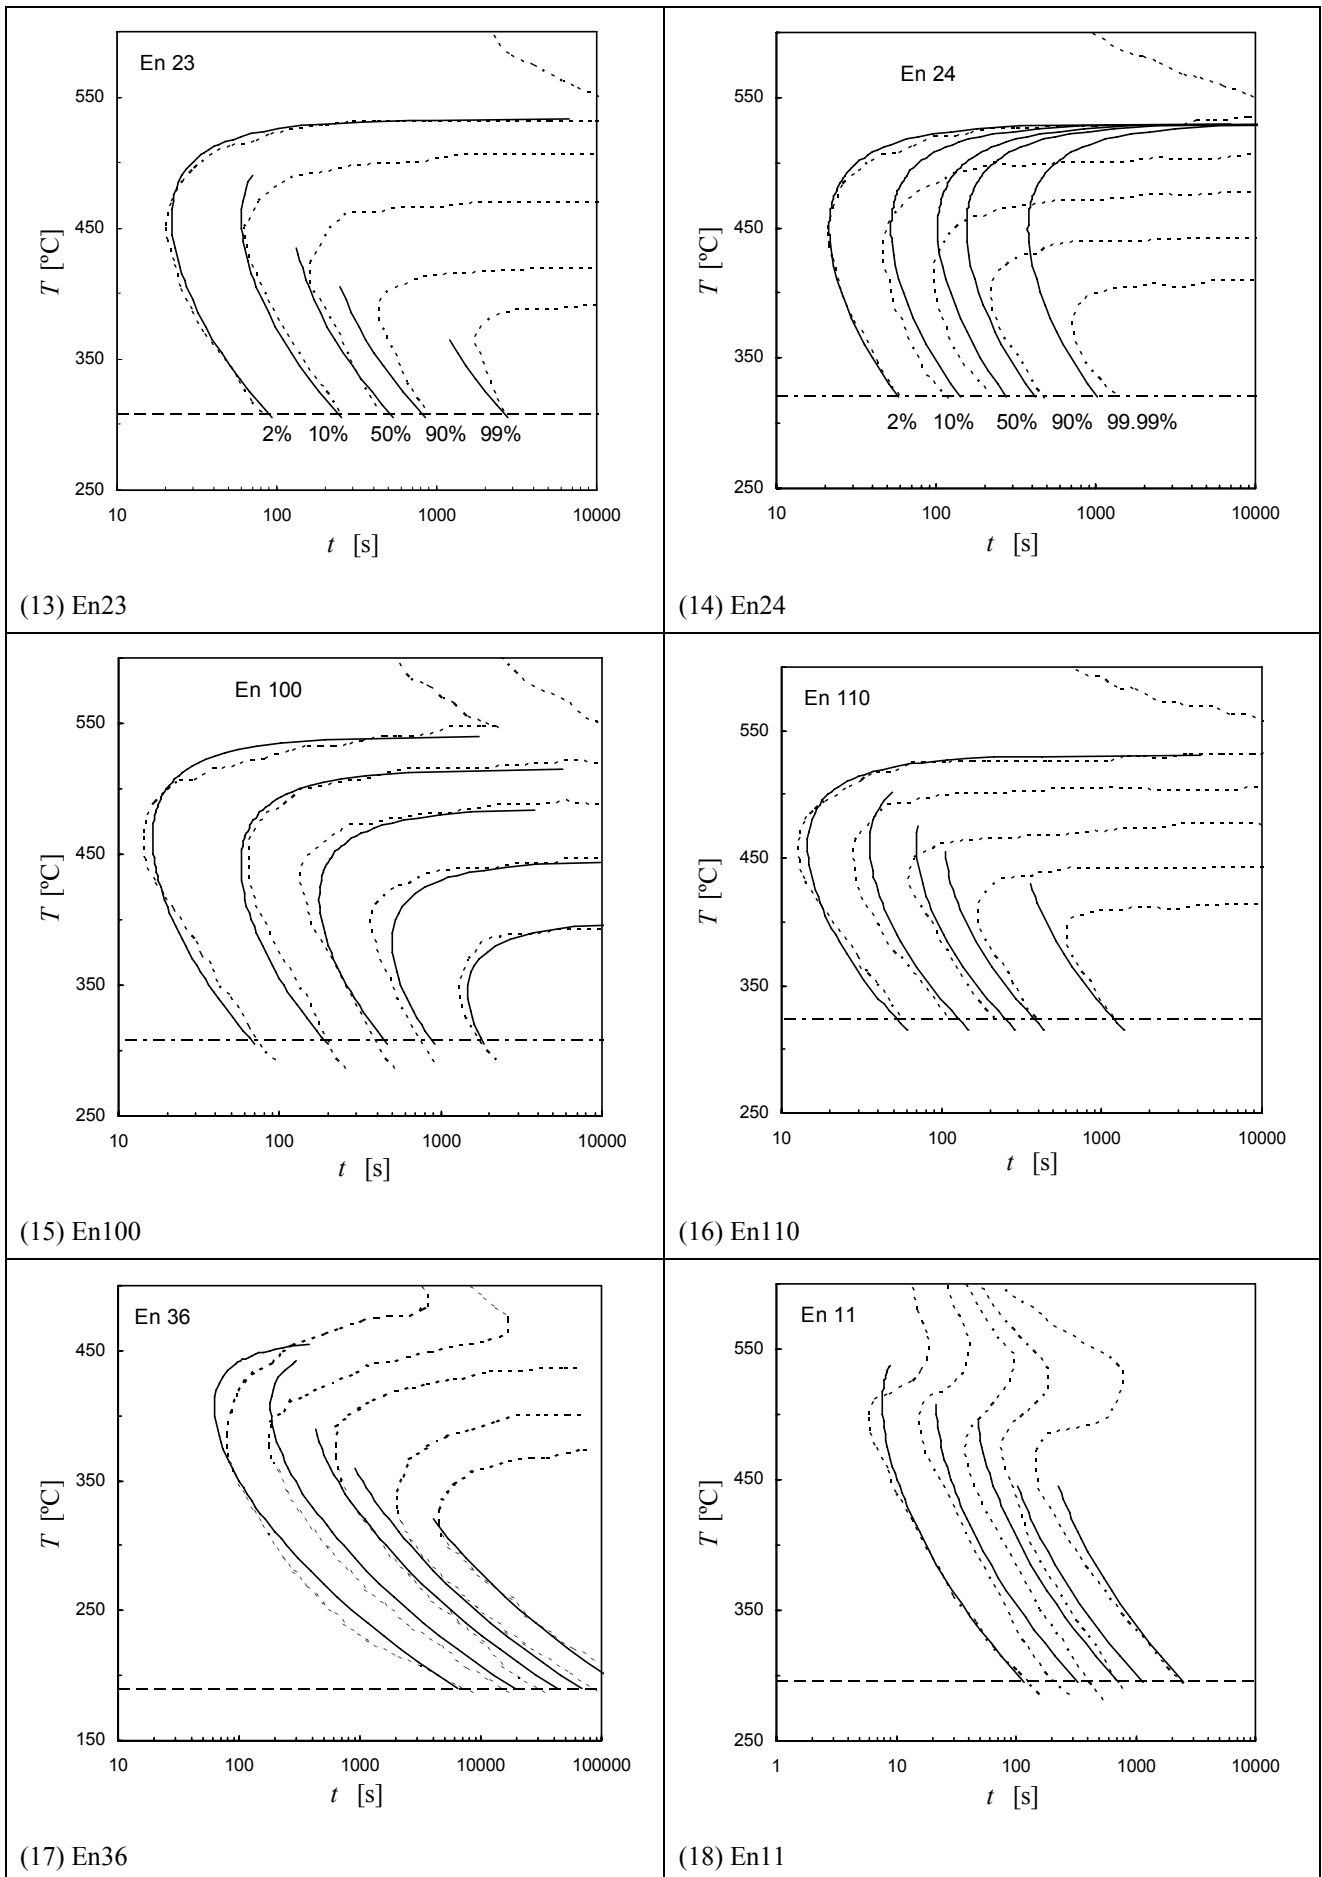 En 23
550
450
350
250
T [ºC]
2% 10% 50% 90% 99%
10 100 1000 10000
t [s]
(13) En23
En 24
550
450
350
250
T [ºC]
2% 10% 50% 90% 99.99%
10 100 1000 10000
t [s]
(14) En24
En 100
550
450
350
250
T [ºC]
10 100 1000 10000
t [s]
(15) En100
En 110
550
450
350
250
T [ºC]
10 100 1000 10000
t [s]
(16) En110
En 36
450
350
250
150
T [ºC]
10 100 1000 10000 100000
t [s]
(17) En36
En 11
550
450
350
250
T [ºC]
1 10 100 1000 10000
t [s]
(18) En11